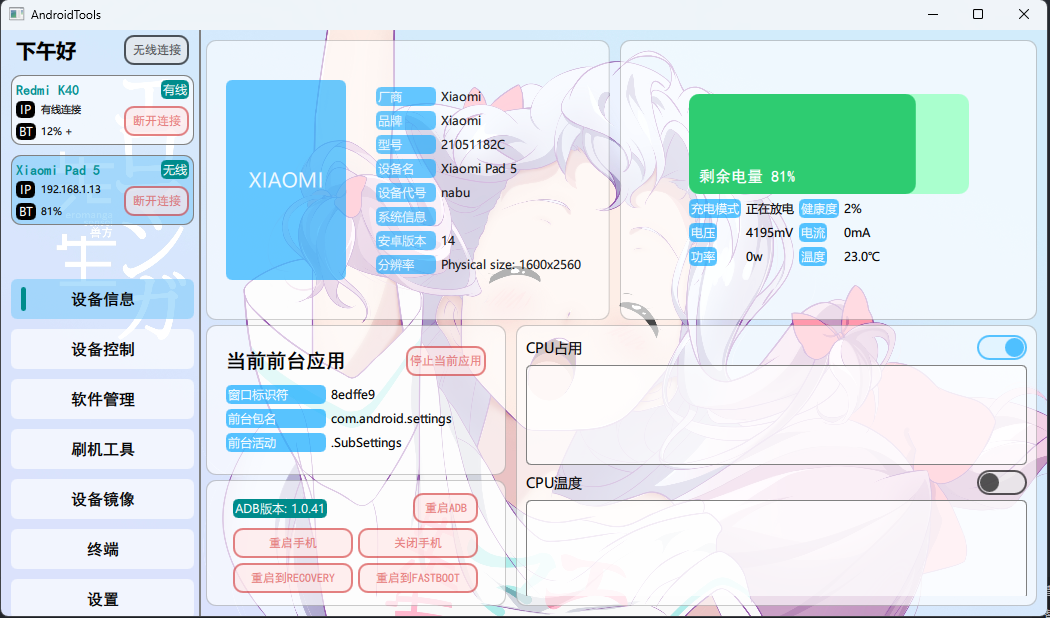 AndroidTools
下午好
无线连接
Redmi K40
有线
IP 有线连接
断开连接
BT 12% +
Xiaomi Pad 5
无线
IP 192.168.1.13
断开连接
BT 81%
设备信息
设备控制
软件管理
刷机工具
设备镜像
终端
设置
XIAOMI
厂商 Xiaomi
品牌 Xiaomi
型号 21051182C
设备名 Xiaomi Pad 5
设备代号 nabu
系统信息
安卓版本 14
分辨率 Physical size: 1600x2560
剩余电量 81%
充电模式 正在放电 健康度 2%
电压 4195mV 电流 0mA
功率 0w 温度 23.0℃
当前前台应用
停止当前应用
窗口标识符 8edffe9
前台包名 com.android.settings
前台活动 .SubSettings
ADB版本: 1.0.41
重启ADB
重启手机 关闭手机
重启到RECOVERY 重启到FASTBOOT
CPU占用
CPU温度